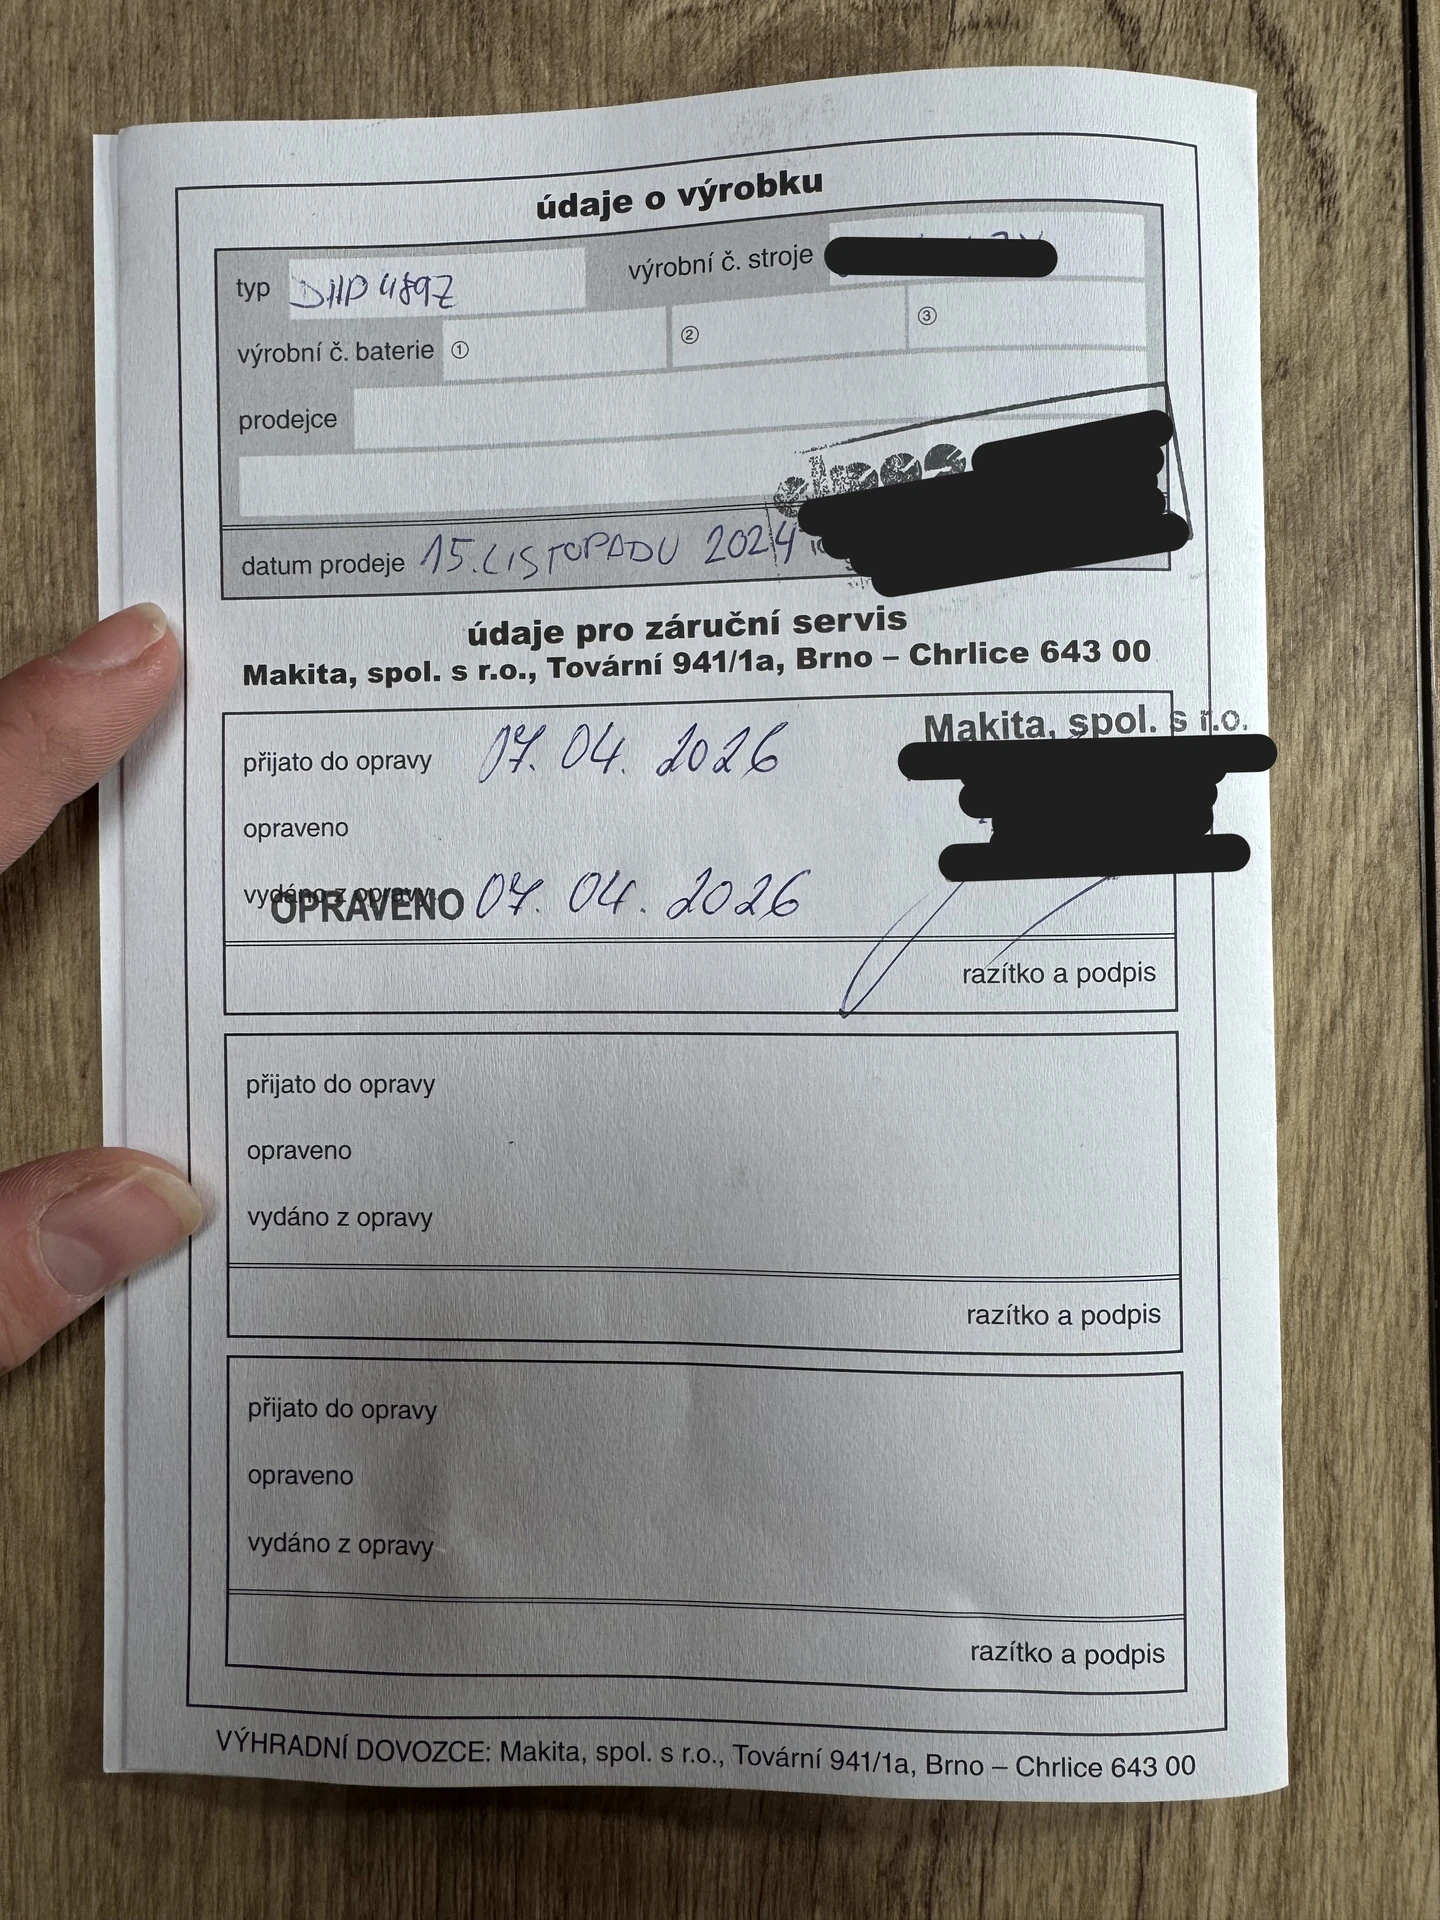 údaje o výrobku
typ DHP489Z výrobní č. stroje
výrobní č. baterie ① ② ③
prodejce
elpea
datum prodeje 15. LISTOPADU 2024
údaje pro záruční servis
Makita, spol. s r.o., Tovární 941/1a, Brno – Chrlice 643 00
Makita, spol. s r.o.
přijato do opravy 07. 04. 2026
opraveno
vydáno z opravy OPRAVENO 07. 04. 2026
razítko a podpis
přijato do opravy
opraveno
vydáno z opravy
razítko a podpis
přijato do opravy
opraveno
vydáno z opravy
razítko a podpis
VÝHRADNÍ DOVOZCE: Makita, spol. s r.o., Tovární 941/1a, Brno – Chrlice 643 00